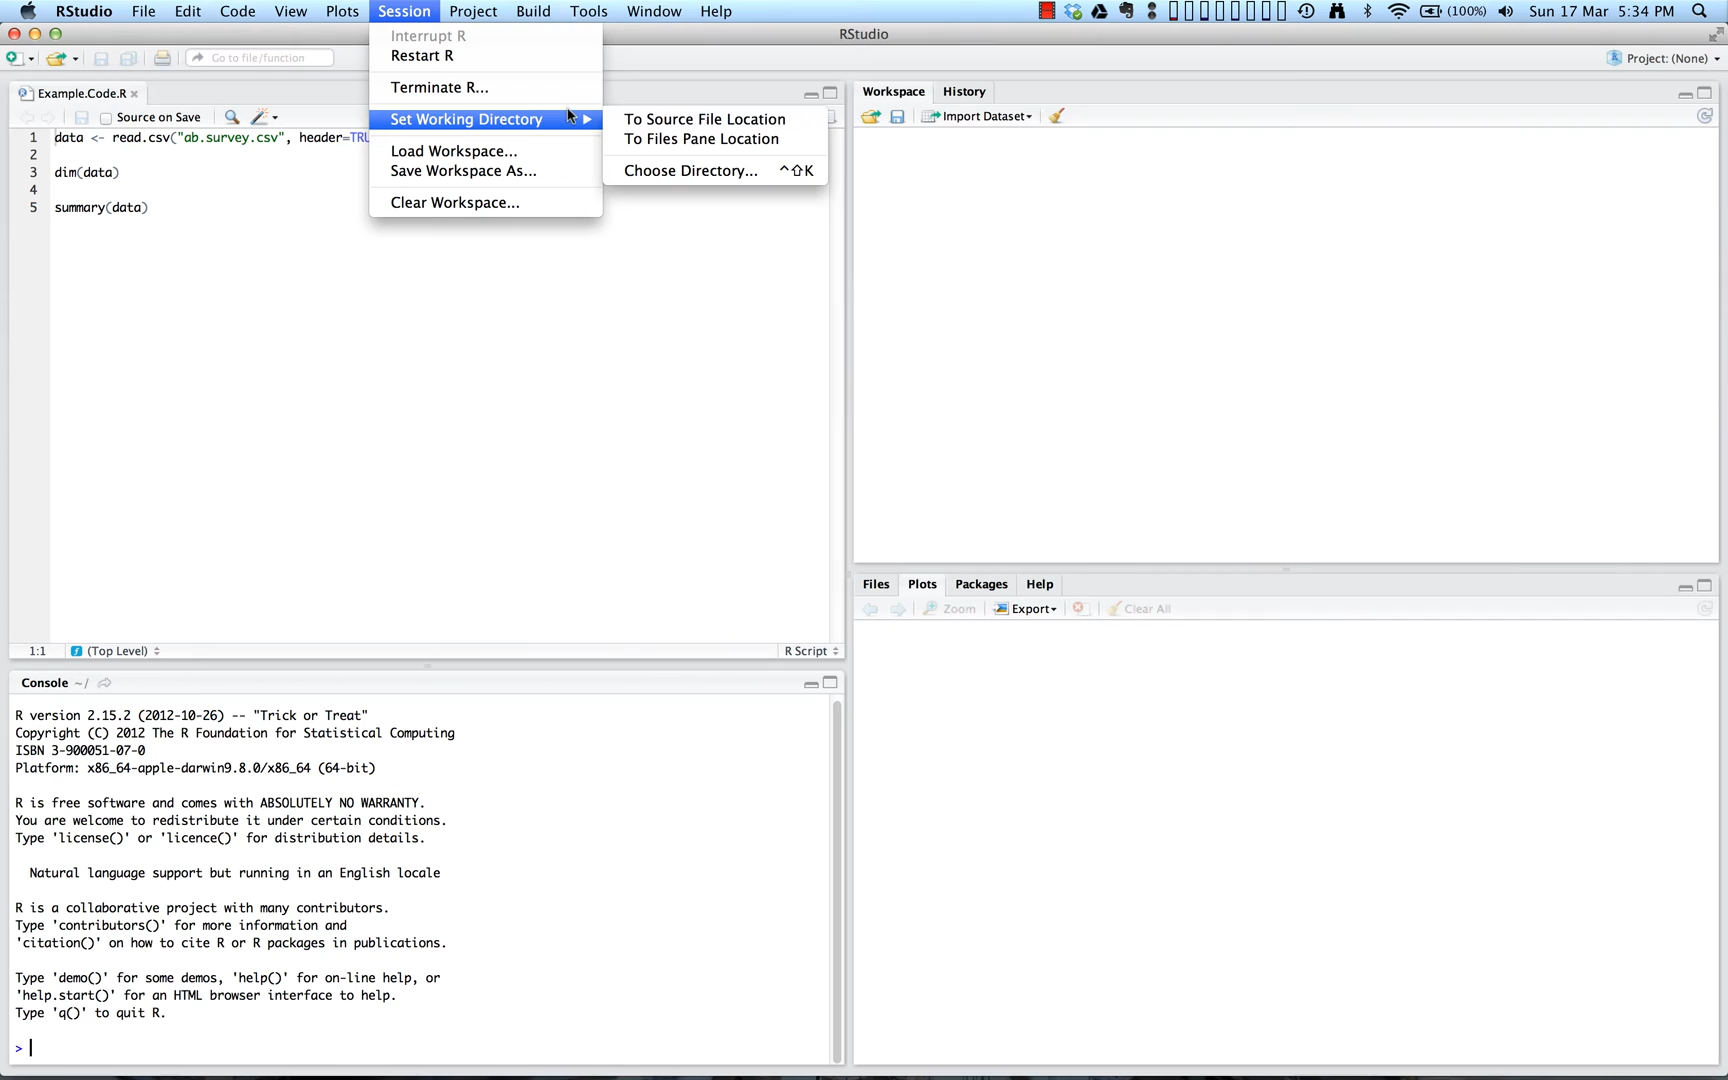 RStudio File Edit Code View Plots Session Project Build Tools Window Help (100%) Sun 17 Mar 5:34 PM
RStudio
Go to file/function
Project: (None)
Interrupt R
Restart R
Terminate R...
Set Working Directory
Load Workspace...
Save Workspace As...
Clear Workspace...
To Source File Location
To Files Pane Location
Choose Directory... ^⇧K
Example.Code.R
Source on Save
1 data <- read.csv("ab.survey.csv", header=TRU
2
3 dim(data)
4
5 summary(data)
1:1 (Top Level) R Script
Console ~/
R version 2.15.2 (2012-10-26) -- "Trick or Treat"
Copyright (C) 2012 The R Foundation for Statistical Computing
ISBN 3-900051-07-0
Platform: x86_64-apple-darwin9.8.0/x86_64 (64-bit)
R is free software and comes with ABSOLUTELY NO WARRANTY.
You are welcome to redistribute it under certain conditions.
Type 'license()' or 'licence()' for distribution details.
Natural language support but running in an English locale
R is a collaborative project with many contributors.
Type 'contributors()' for more information and
'citation()' on how to cite R or R packages in publications.
Type 'demo()' for some demos, 'help()' for on-line help, or
'help.start()' for an HTML browser interface to help.
Type 'q()' to quit R.
>
Workspace History
Import Dataset
Files Plots Packages Help
Zoom Export Clear All